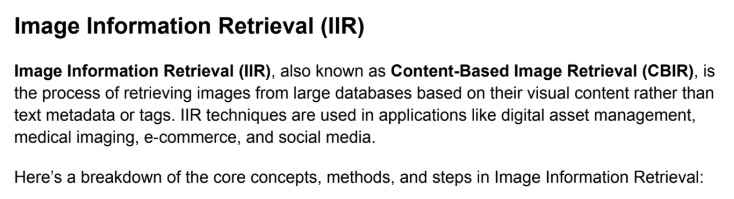 Image Information Retrieval (IIR)
Image Information Retrieval (IIR), also known as Content-Based Image Retrieval (CBIR), is
the process of retrieving images from large databases based on their visual content rather than
text metadata or tags. IIR techniques are used in applications like digital asset management,
medical imaging, e-commerce, and social media.
Here’s a breakdown of the core concepts, methods, and steps in Image Information Retrieval: